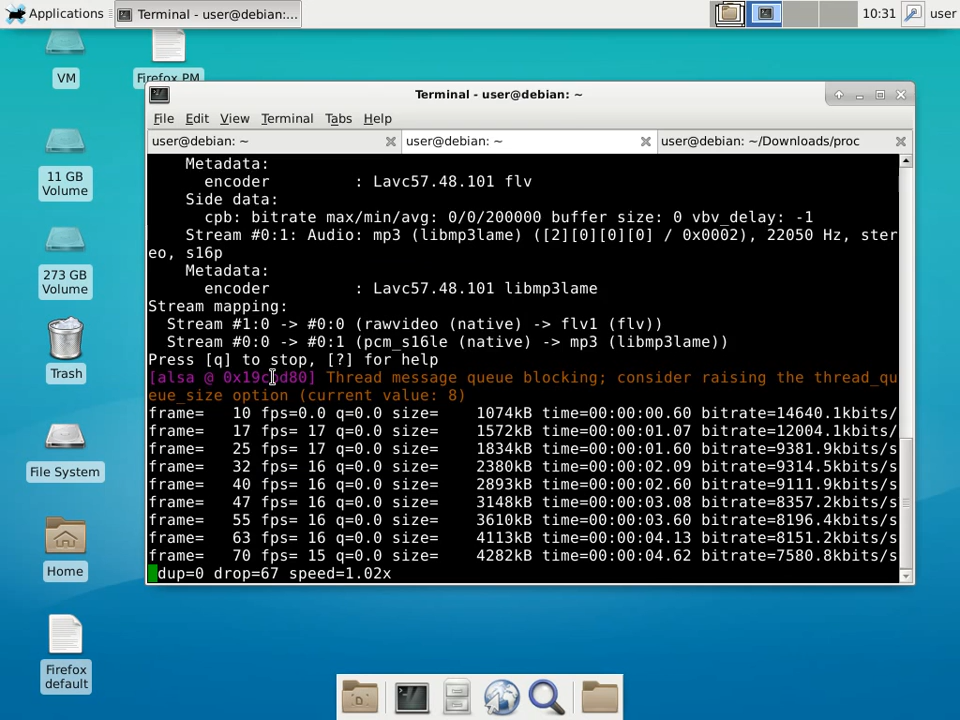 Applications
Terminal - user@debian:...
10:31
user
VM
Firefox PM
11 GB
Volume
273 GB
Volume
Trash
File System
Home
Firefox
default
Terminal - user@debian: ~
File Edit View Terminal Tabs Help
user@debian: ~
user@debian: ~
user@debian: ~/Downloads/proc
Metadata:
encoder : Lavc57.48.101 flv
Side data:
cpb: bitrate max/min/avg: 0/0/200000 buffer size: 0 vbv_delay: -1
Stream #0:1: Audio: mp3 (libmp3lame) ([2][0][0][0] / 0x0002), 22050 Hz, ster
eo, s16p
Metadata:
encoder : Lavc57.48.101 libmp3lame
Stream mapping:
Stream #1:0 -> #0:0 (rawvideo (native) -> flv1 (flv))
Stream #0:0 -> #0:1 (pcm_s16le (native) -> mp3 (libmp3lame))
Press [q] to stop, [?] for help
[alsa @ Thread message queue blocking; consider raising the thread_qu
eue_size option (current value: 8)
frame= 10 fps=0.0 q=0.0 size= 1074kB time=00:00:00.60 bitrate=14640.1kbits/
frame= 17 fps= 17 q=0.0 size= 1572kB time=00:00:01.07 bitrate=12004.1kbits/
frame= 25 fps= 17 q=0.0 size= 1834kB time=00:00:01.60 bitrate=9381.9kbits/s
frame= 32 fps= 16 q=0.0 size= 2380kB time=00:00:02.09 bitrate=9314.5kbits/s
frame= 40 fps= 16 q=0.0 size= 2893kB time=00:00:02.60 bitrate=9111.9kbits/s
frame= 47 fps= 16 q=0.0 size= 3148kB time=00:00:03.08 bitrate=8357.2kbits/s
frame= 55 fps= 16 q=0.0 size= 3610kB time=00:00:03.60 bitrate=8196.4kbits/s
frame= 63 fps= 16 q=0.0 size= 4113kB time=00:00:04.13 bitrate=8151.2kbits/s
frame= 70 fps= 15 q=0.0 size= 4282kB time=00:00:04.62 bitrate=7580.8kbits/s
dup=0 drop=67 speed=1.02x